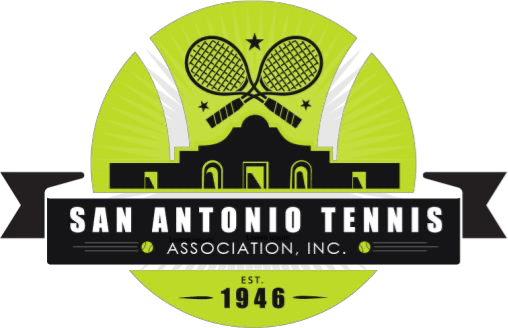 SAN ANTONIO TENNIS
ASSOCIATION, INC.
EST.
1946